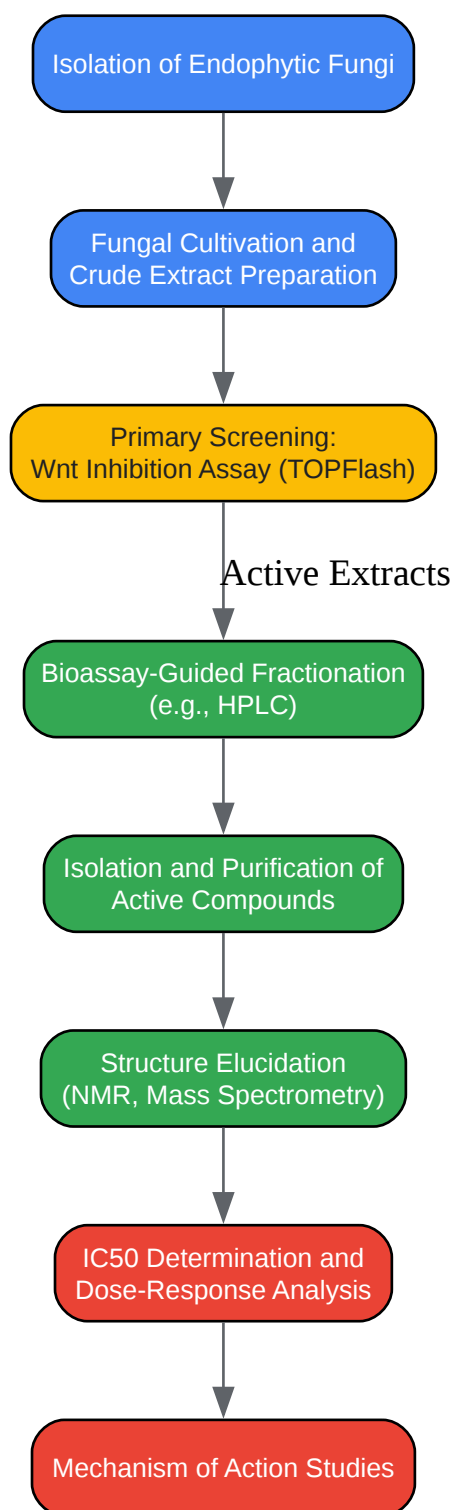 Isolation of Endophytic Fungi
Fungal Cultivation and
Crude Extract Preparation
Primary Screening:
Wnt Inhibition Assay (TOPFlash)
Active Extracts
Bioassay-Guided Fractionation
(e.g., HPLC)
Isolation and Purification of
Active Compounds
Structure Elucidation
(NMR, Mass Spectrometry)
IC50 Determination and
Dose-Response Analysis
Mechanism of Action Studies